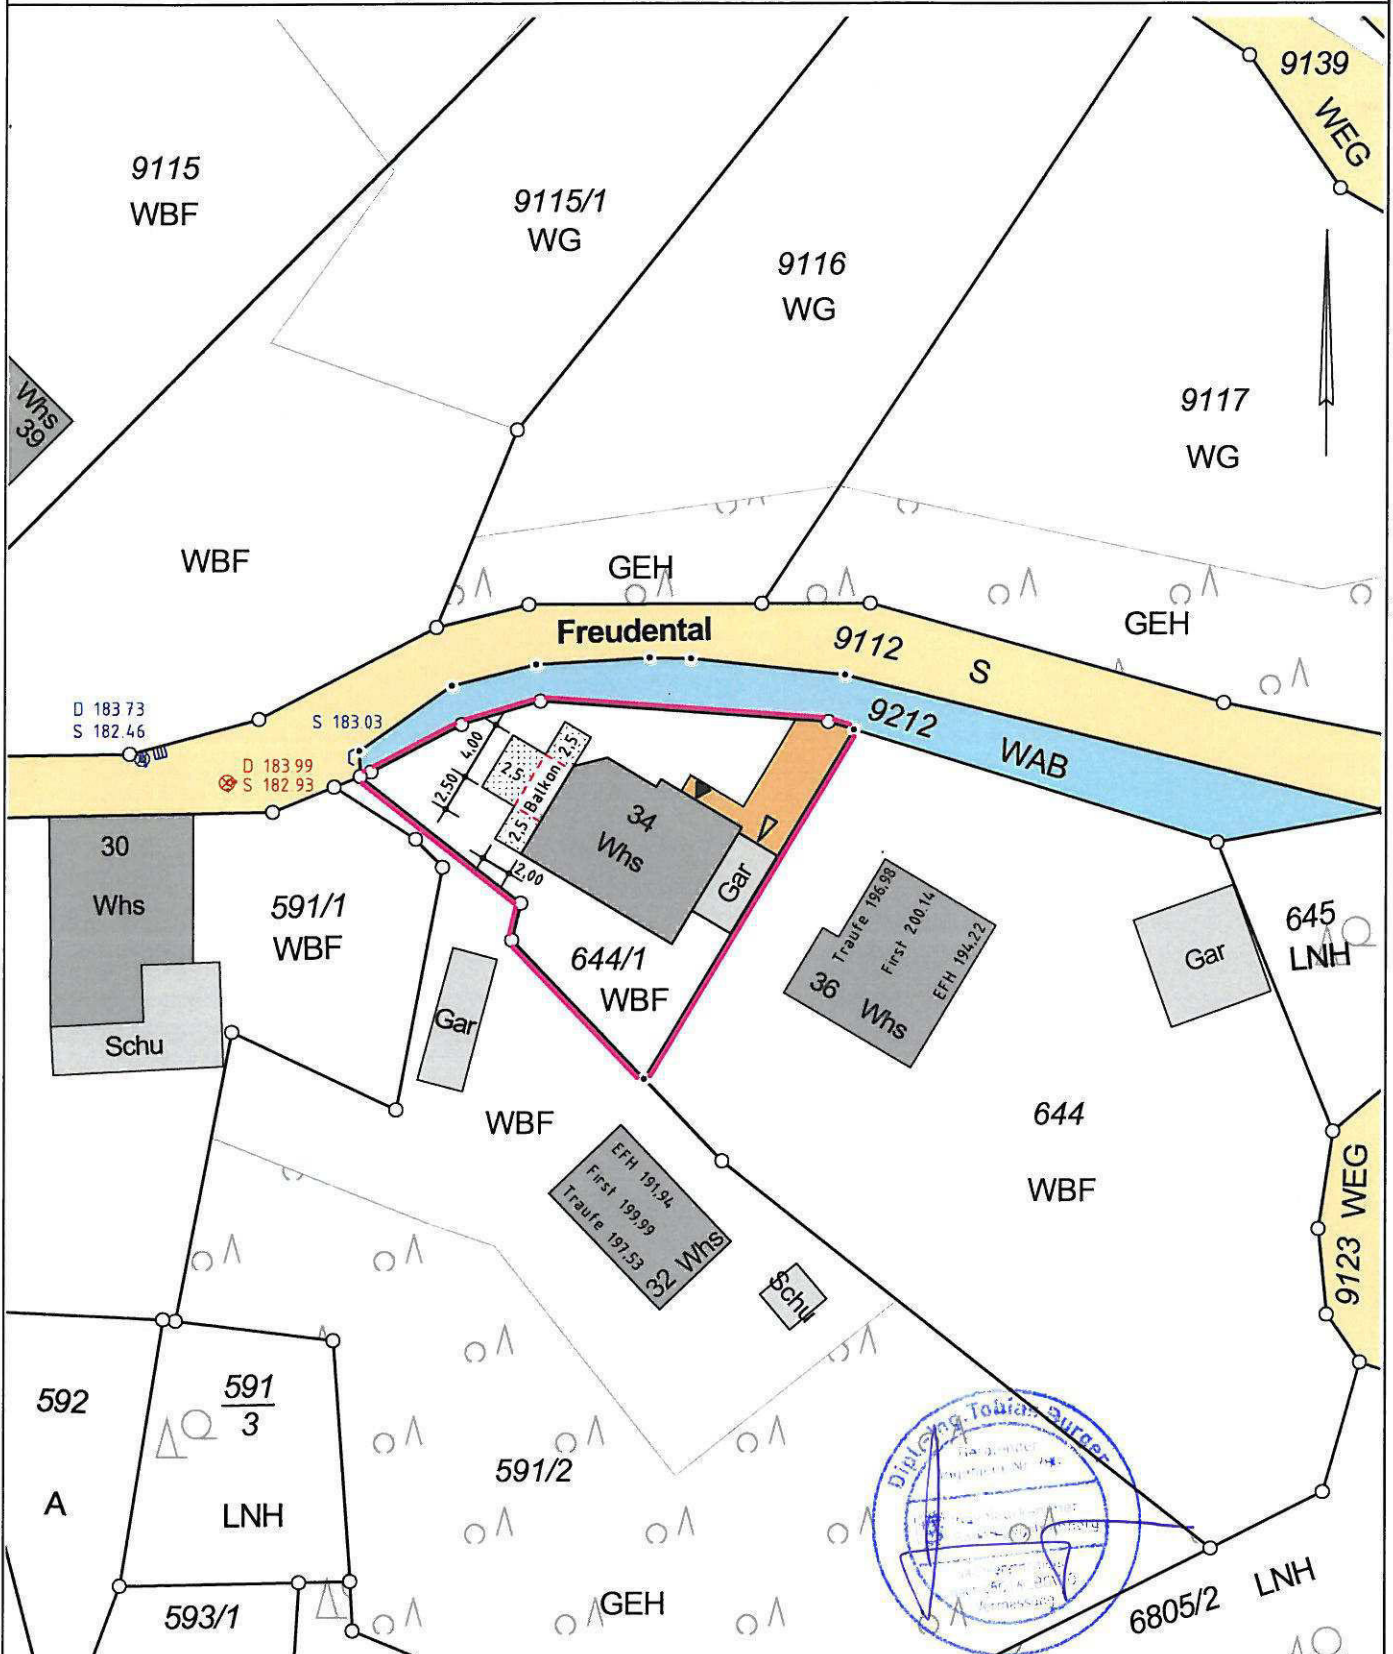 9139
WEG
9115
WBF
9115/1
WG
9116
WG
9117
WG
Whs
39
WBF
GEH
GEH
Freudental
9112
S
9212
WAB
D 183 73
S 182.46
S 183.03
D 183 99
S 182 93
4.00
2.50
2.5
2.5
Balkon
2.5
2.00
34
Whs
Gar
30
Whs
Schu
591/1
WBF
Gar
644/1
WBF
Traufe 196.98
First 200.14
EFH 194.22
36 Whs
Gar
645
LNH
WBF
644
WBF
EFH 191,94
First 199,99
Traufe 197,53
32 Whs
Schu
9123 WEG
592
A
591
3
LNH
593/1
591/2
GEH
Dipl.-Ing. Tobias Burger
6805/2 LNH